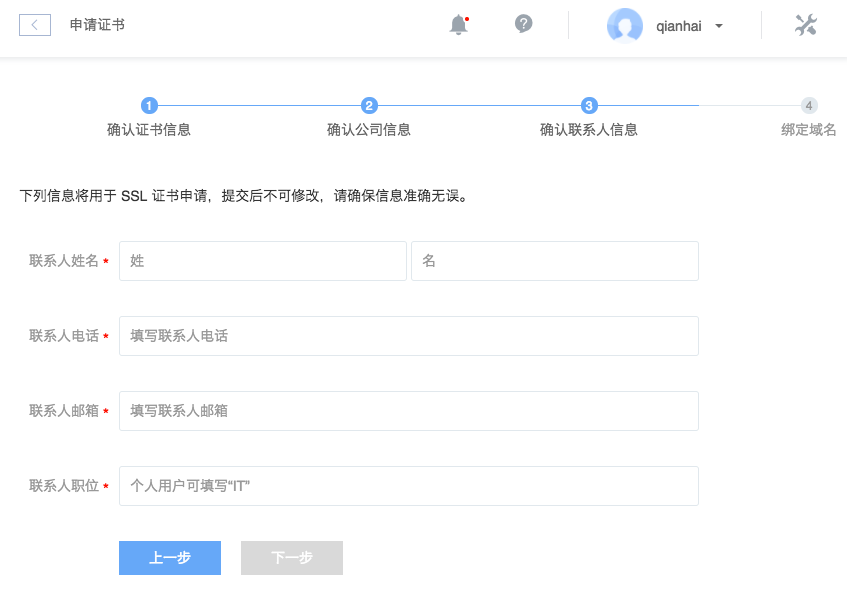 申请证书
qianhai
1 2 3 4
确认证书信息 确认公司信息 确认联系人信息 绑定域名
下列信息将用于 SSL 证书申请，提交后不可修改，请确保信息准确无误。
联系人姓名 * 姓 名
联系人电话 * 填写联系人电话
联系人邮箱 * 填写联系人邮箱
联系人职位 * 个人用户可填写“IT”
上一步 下一步